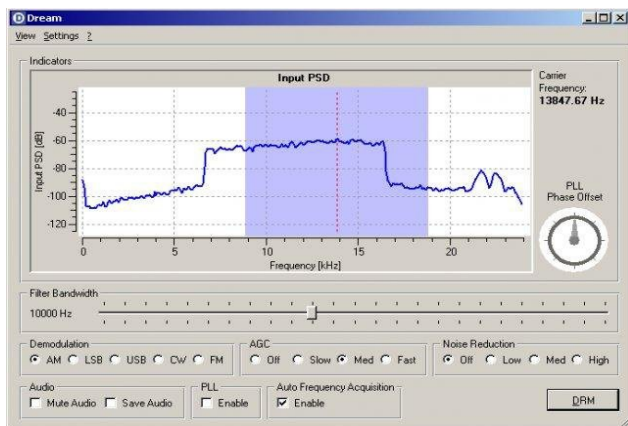 Dream
View Settings ?
Indicators
Input PSD
Carrier
Frequency:
13847.67 Hz
Input PSD [dB]
-40
-60
-80
-100
-120
0 5 10 15 20
Frequency [kHz]
PLL
Phase Offset
Filter Bandwidth
10000 Hz
Demodulation
AM LSB USB CW FM
AGC
Off Slow Med Fast
Noise Reduction
Off Low Med High
Audio
Mute Audio Save Audio
PLL
Enable
Auto Frequency Acquisition
Enable
DRM